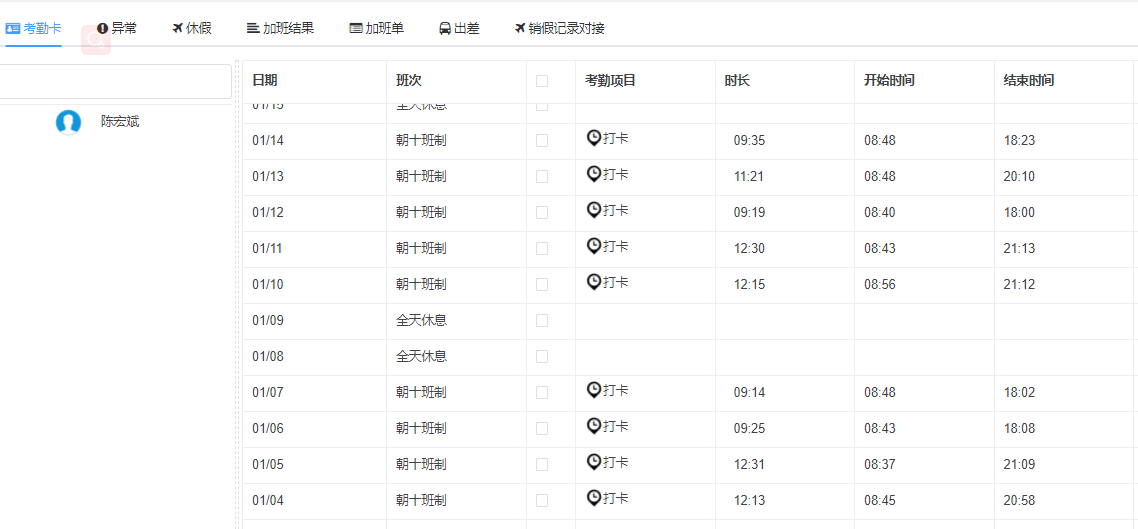 考勤卡 异常 休假 加班结果 加班单 出差 销假记录对接
日期 班次 考勤项目 时长 开始时间 结束时间
陈宏斌
01/15 全天休息
01/14 朝十班制 打卡 09:35 08:48 18:23
01/13 朝十班制 打卡 11:21 08:48 20:10
01/12 朝十班制 打卡 09:19 08:40 18:00
01/11 朝十班制 打卡 12:30 08:43 21:13
01/10 朝十班制 打卡 12:15 08:56 21:12
01/09 全天休息
01/08 全天休息
01/07 朝十班制 打卡 09:14 08:48 18:02
01/06 朝十班制 打卡 09:25 08:43 18:08
01/05 朝十班制 打卡 12:31 08:37 21:09
01/04 朝十班制 打卡 12:13 08:45 20:58